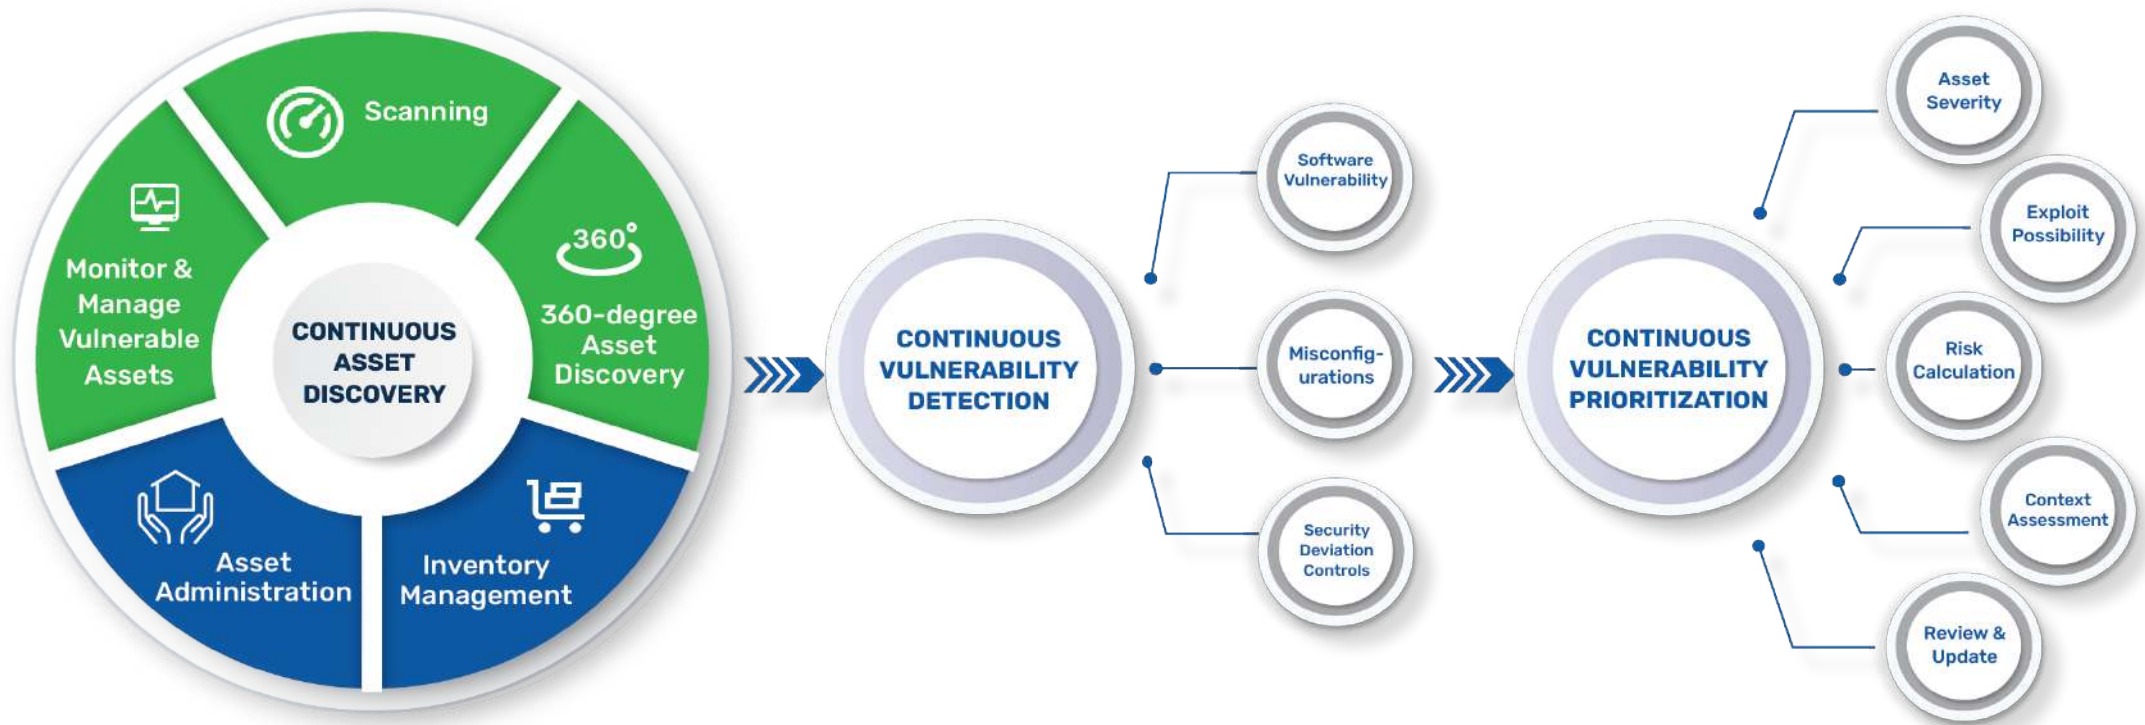 Scanning
360°
360-degree
Asset
Discovery
Inventory
Management
Asset
Administration
Monitor &
Manage
Vulnerable
Assets
CONTINUOUS
ASSET
DISCOVERY
CONTINUOUS
VULNERABILITY
DETECTION
Software
Vulnerability
Misconfig-
urations
Security
Deviation
Controls
CONTINUOUS
VULNERABILITY
PRIORITIZATION
Asset
Severity
Exploit
Possibility
Risk
Calculation
Context
Assessment
Review &
Update